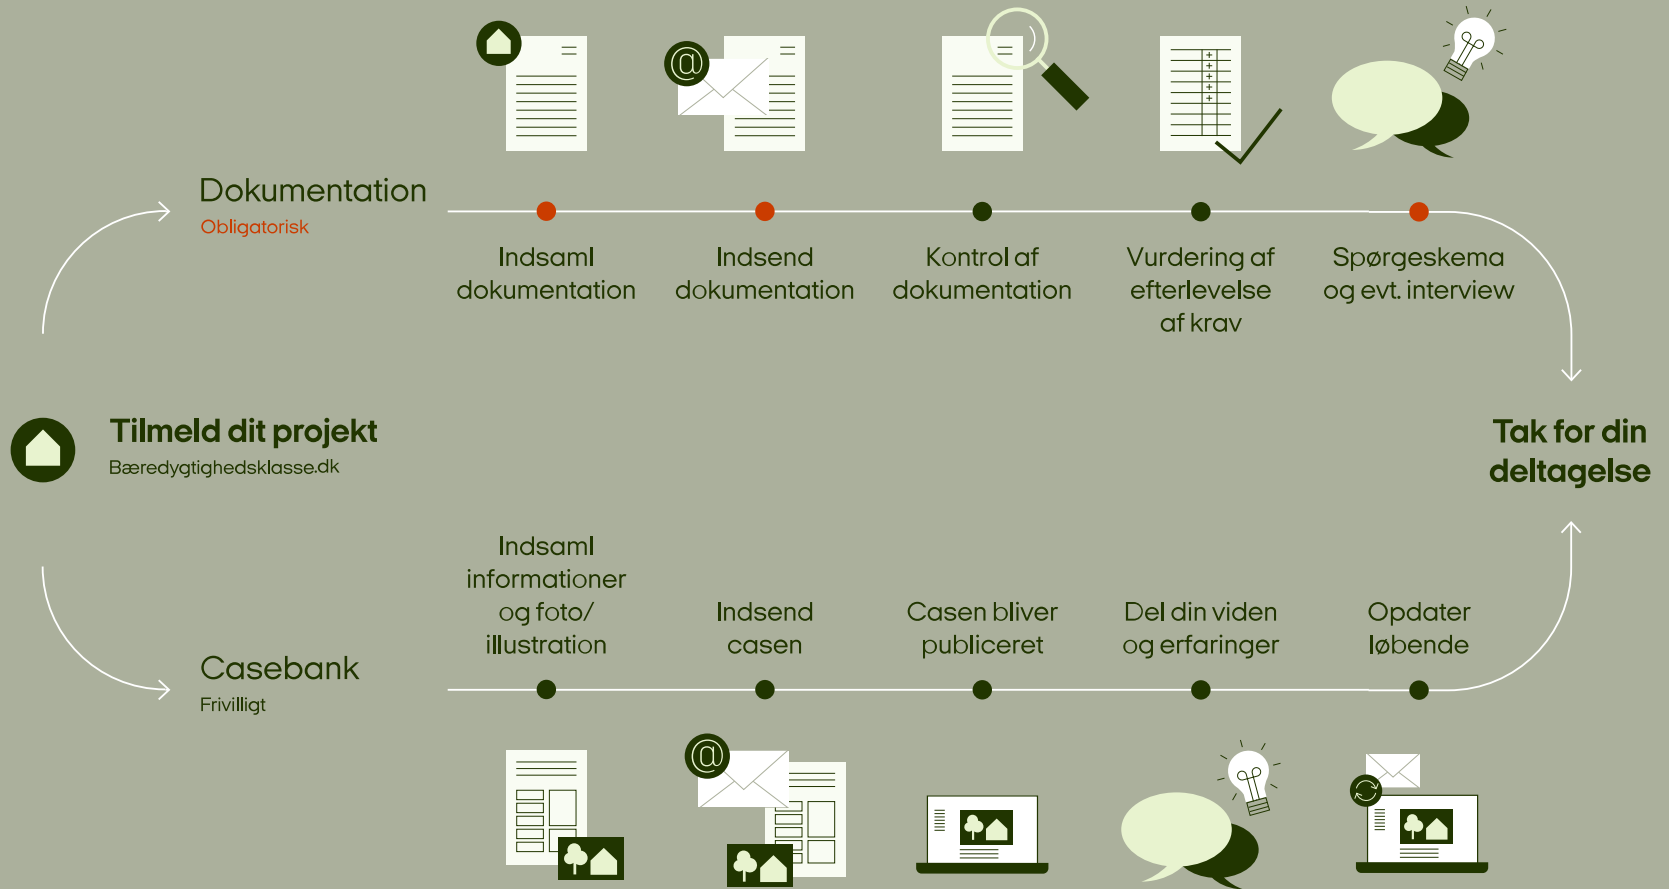 Dokumentation
Obligatorisk
Indsaml
dokumentation
Indsend
dokumentation
Kontrol af
dokumentation
Vurdering af
efterlevelse
af krav
Spørgeskema
og evt. interview
Tilmeld dit projekt
Bæredygtighedsklasse.dk
Tak for din
deltagelse
Casebank
Frivilligt
Indsaml
informationer
og foto/
illustration
Indsend
casen
Casen bliver
publiceret
Del din viden
og erfaringer
Opdater
løbende
@
@